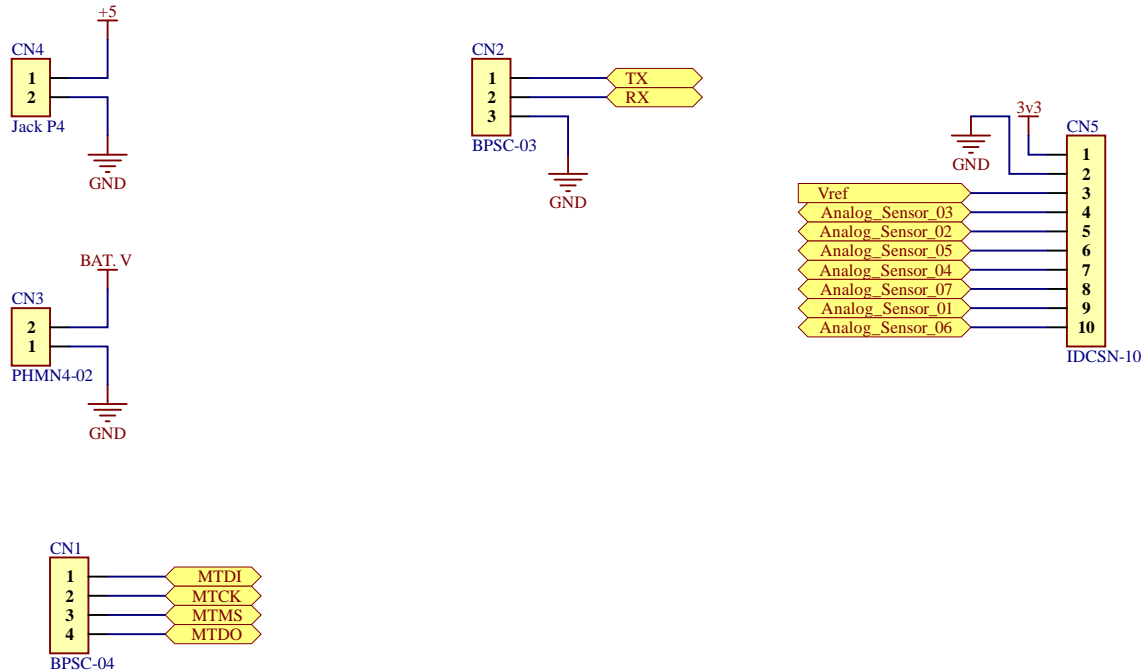 +5
CN4
1
2
Jack P4
GND
CN2
1
2
3
TX
RX
BPSC-03
GND
3v3
CN5
GND
1
2
Vref 3
Analog_Sensor_03 4
Analog_Sensor_02 5
Analog_Sensor_05 6
Analog_Sensor_04 7
Analog_Sensor_07 8
Analog_Sensor_01 9
Analog_Sensor_06 10
IDCSN-10
BAT. V
CN3
2
1
PHMN4-02
GND
CN1
1 MTDI
2 MTCK
3 MTMS
4 MTDO
BPSC-04